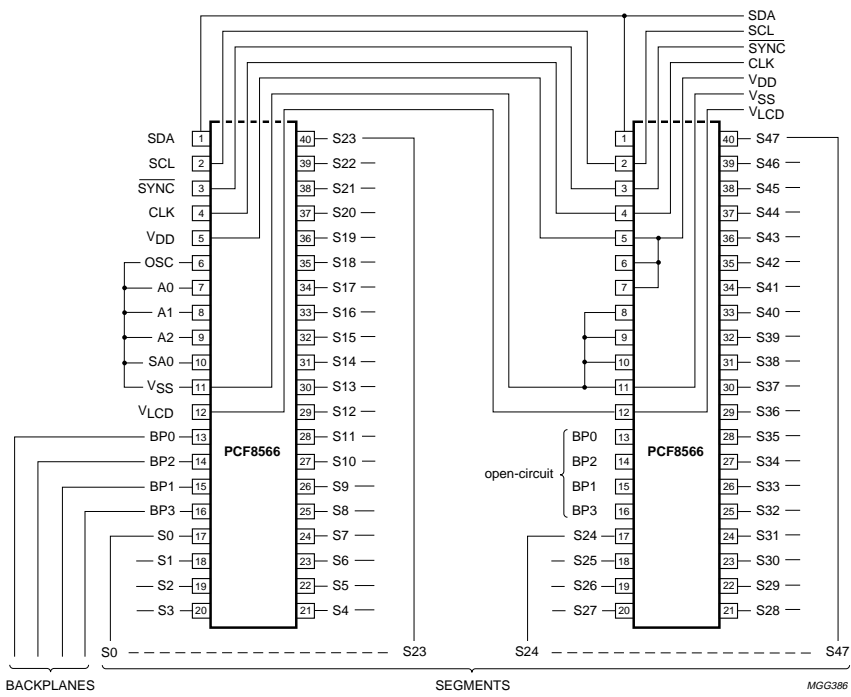 SDA
SCL
SYNC
CLK
VDD
VSS
VLCD
SDA 1 40 S23
SCL 2 39 S22
SYNC 3 38 S21
CLK 4 37 S20
VDD 5 36 S19
OSC 6 35 S18
A0 7 34 S17
A1 8 33 S16
A2 9 32 S15
SA0 10 31 S14
VSS 11 30 S13
VLCD 12 29 S12
BP0 13 28 S11
BP2 14 27 S10
BP1 15 26 S9
BP3 16 25 S8
S0 17 24 S7
S1 18 23 S6
S2 19 22 S5
S3 20 21 S4
PCF8566
1 40 S47
2 39 S46
3 38 S45
4 37 S44
5 36 S43
6 35 S42
7 34 S41
8 33 S40
9 32 S39
10 31 S38
11 30 S37
12 29 S36
BP0 13 28 S35
BP2 14 27 S34
BP1 15 26 S33
BP3 16 25 S32
S24 17 24 S31
S25 18 23 S30
S26 19 22 S29
S27 20 21 S28
PCF8566
open-circuit
S0 S23 S24 S47
BACKPLANES SEGMENTS MGG386